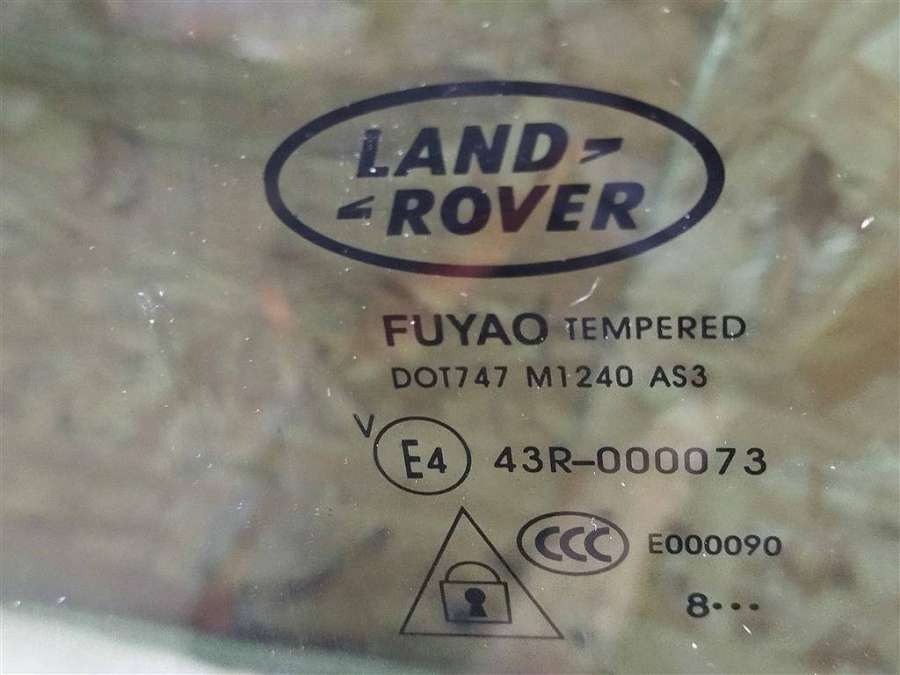 LAND
ROVER
FUYAO TEMPERED
DOT747 M1240 AS3
V E4 43R-000073
CCC E000090
8•••